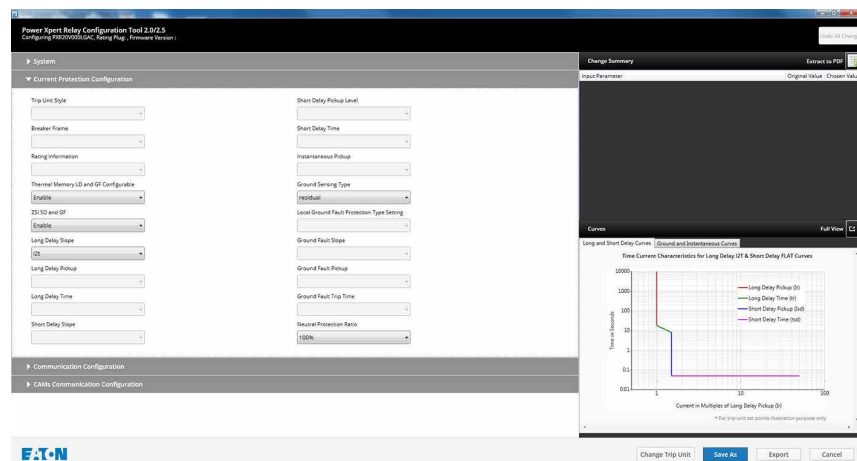 Power Xpert Relay Configuration Tool 2.0/2.5
Configuring PXR20V000LGAC, Rating Plug: , Firmware Version :
Undo All Chang
System
Current Protection Configuration
Trip Unit Style
Short Delay Pickup Level
Breaker Frame
Short Delay Time
Rating Information
Instantaneous Pickup
Thermal Memory LD and GF Configurable
Ground Sensing Type
Enable
residual
ZSI SD and GF
Local Ground Fault Protection Type Setting
Enable
Long Delay Slope
Ground Fault Slope
I2t
Long Delay Pickup
Ground Fault Pickup
Long Delay Time
Ground Fault Trip Time
Short Delay Slope
Neutral Protection Ratio
100%
Communication Configuration
CAMs Communication Configuration
Change Summary Extract to PDF
Input Parameter Original Value Chosen Valu
Curves Full View
Long and Short Delay Curves Ground and Instantaneous Curves
Time Current Characteristics for Long Delay I2T & Short Delay FLAT Curves
Time in Seconds
10000
1000
100
10
1
0.1
0.01
Long Delay Pickup (Ir)
Long Delay Time (tr)
Short Delay Pickup (Isd)
Short Delay Time (tsd)
1 10 100
Current in Multiples of Long Delay Pickup (Ir)
* For trip unit set points illustration purpose only
EATON
Change Trip Unit Save As Export Cancel